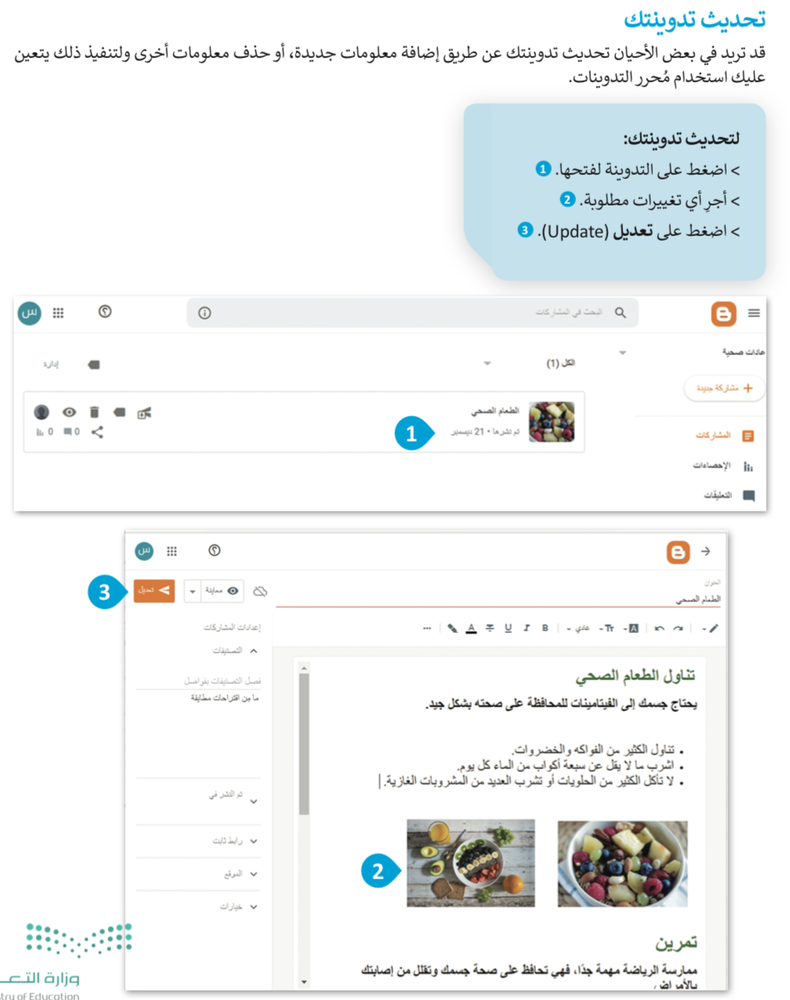 تحديث تدوينتك
قد تريد في بعض الأحيان تحديث تدوينتك عن طريق إضافة معلومات جديدة، أو حذف معلومات أخرى ولتنفيذ ذلك يتعين
عليك استخدام مُحرر التدوينات.
لتحديث تدوينتك:
> اضغط على التدوينة لفتحها. 1
> أجرِ أي تغييرات مطلوبة. 2
> اضغط على تعديل (Update). 3
البحث في المشاركات
س
عادات صحية
الكل (1)
إدارة
+ مشاركة جديدة
الطعام الصحي
تم نشرها • 21 ديسمبر
1
0
0
المشاركات
الإحصاءات
التعليقات
س
العنوان
الطعام الصحي
معاينة
تعديل
3
عادي
B I U A
إعدادات المشاركات
التصنيفات
فصل التصنيفات بفواصل
ما من اقتراحات مطابقة
تم النشر في
رابط ثابت
الموقع
خيارات
تناول الطعام الصحي
يحتاج جسمك إلى الفيتامينات للمحافظة على صحته بشكل جيد.
• تناول الكثير من الفواكه والخضروات.
• اشرب ما لا يقل عن سبعة أكواب من الماء كل يوم.
• لا تأكل الكثير من الحلويات أو تشرب العديد من المشروبات الغازية.
2
تمرين
ممارسة الرياضة مهمة جدًا، فهي تحافظ على صحة جسمك وتقلل من إصابتك
بالأمراض
وزارة التعـ
try of Education